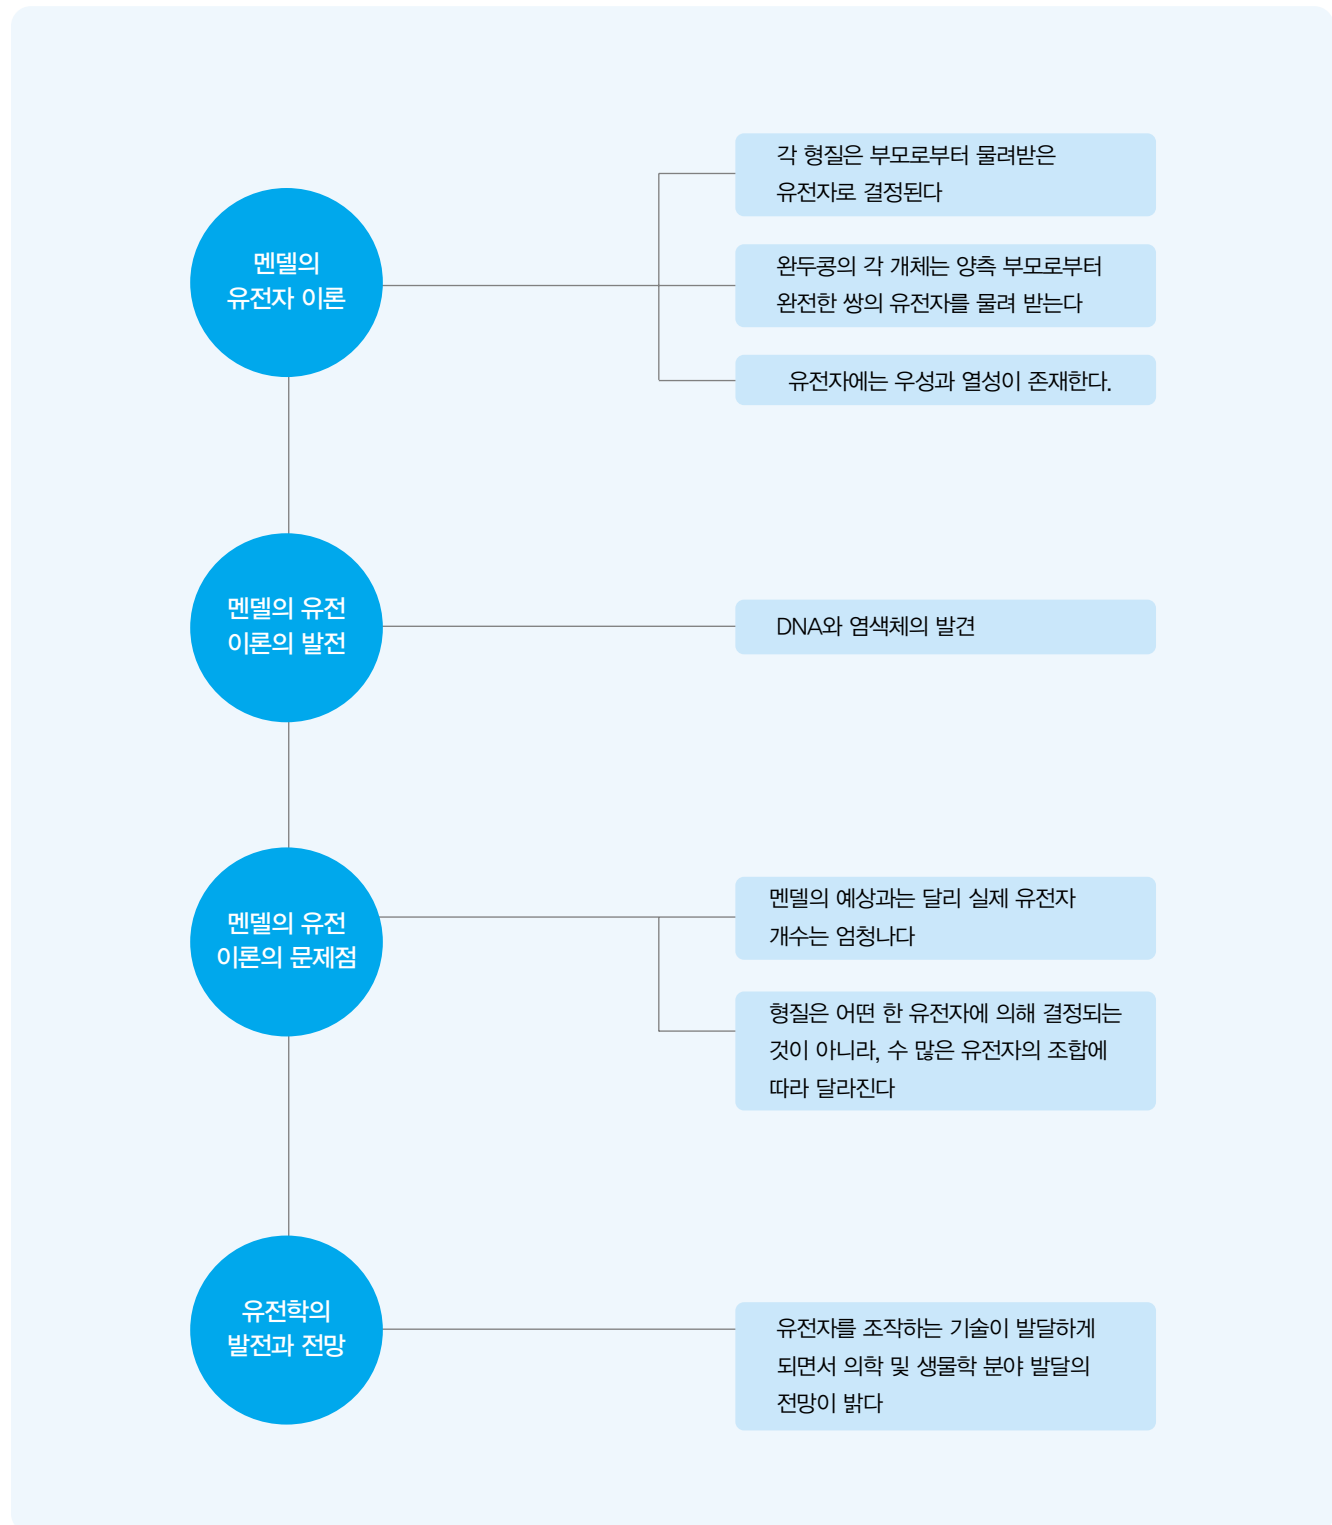 멘델의
유전자 이론
각 형질은 부모로부터 물려받은
유전자로 결정된다
완두콩의 각 개체는 양측 부모로부터
완전한 쌍의 유전자를 물려 받는다
유전자에는 우성과 열성이 존재한다.
멘델의 유전
이론의 발전
DNA와 염색체의 발견
멘델의 유전
이론의 문제점
멘델의 예상과는 달리 실제 유전자
개수는 엄청나다
형질은 어떤 한 유전자에 의해 결정되는
것이 아니라, 수 많은 유전자의 조합에
따라 달라진다
유전학의
발전과 전망
유전자를 조작하는 기술이 발달하게
되면서 의학 및 생물학 분야 발달의
전망이 밝다